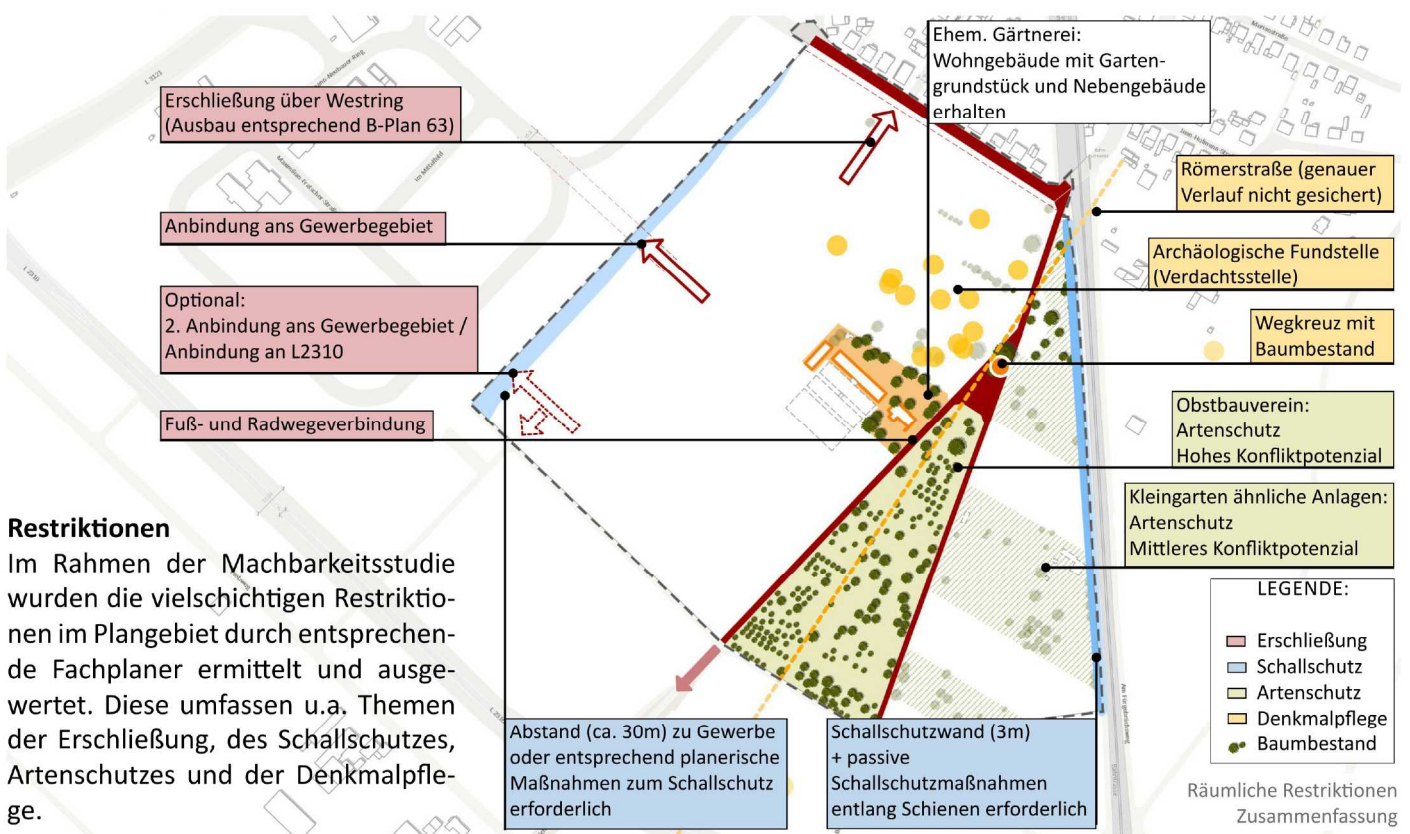 Ehem. Gärtnerei:
Wohngebäude mit Garten-
grundstück und Nebengebäude
erhalten
Erschließung über Westring
(Ausbau entsprechend B-Plan 63)
Anbindung ans Gewerbegebiet
Optional:
2. Anbindung ans Gewerbegebiet /
Anbindung an L2310
Fuß- und Radwegeverbindung
Römerstraße (genauer
Verlauf nicht gesichert)
Archäologische Fundstelle
(Verdachtsstelle)
Wegkreuz mit
Baumbestand
Obstbauverein:
Artenschutz
Hohes Konfliktpotenzial
Kleingarten ähnliche Anlagen:
Artenschutz
Mittleres Konfliktpotenzial
L 3121
Im Mittelfeld
L 2310
Restriktionen
Im Rahmen der Machbarkeitsstudie
wurden die vielschichtigen Restriktio-
nen im Plangebiet durch entsprechen-
de Fachplaner ermittelt und ausge-
wertet. Diese umfassen u.a. Themen
der Erschließung, des Schallschutzes,
Artenschutzes und der Denkmalpfle-
ge.
Abstand (ca. 30m) zu Gewerbe
oder entsprechend planerische
Maßnahmen zum Schallschutz
erforderlich
Schallschutzwand (3m)
+ passive
Schallschutzmaßnahmen
entlang Schienen erforderlich
LEGENDE:
Erschließung
Schallschutz
Artenschutz
Denkmalpflege
Baumbestand
Räumliche Restriktionen
Zusammenfassung